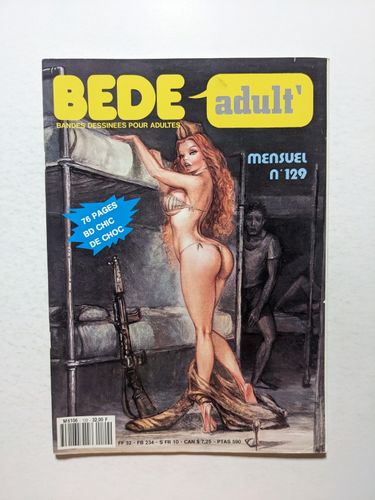 BEDE adult'
BANDES DESSINEES POUR ADULTES
MENSUEL
N°129
76 PAGES
BD CHIC
DE CHOC
FF 32 - FB 234 - S FR 10 - CAN $ 7,25 - PTAS 590